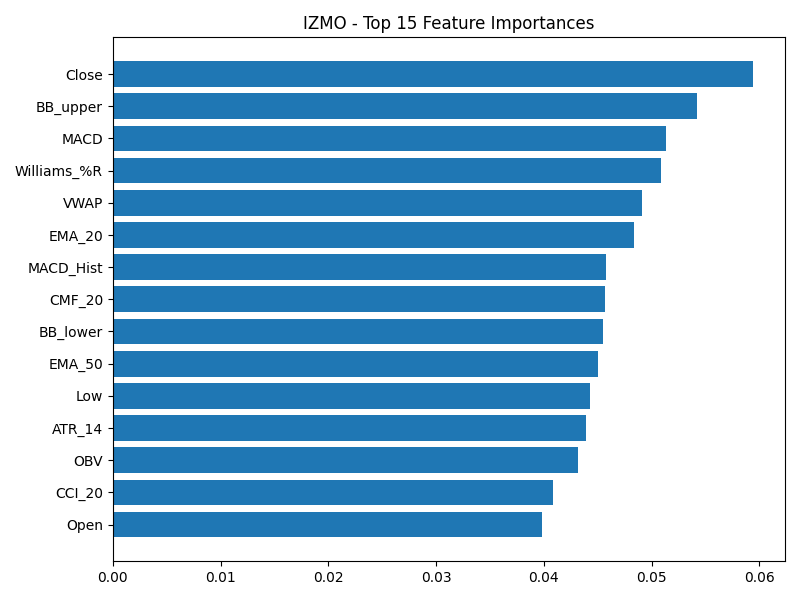 IZMO - Top 15 Feature Importances
Close
BB_upper
MACD
Williams_%R
VWAP
EMA_20
MACD_Hist
CMF_20
BB_lower
EMA_50
Low
ATR_14
OBV
CCI_20
Open
0.00 0.01 0.02 0.03 0.04 0.05 0.06